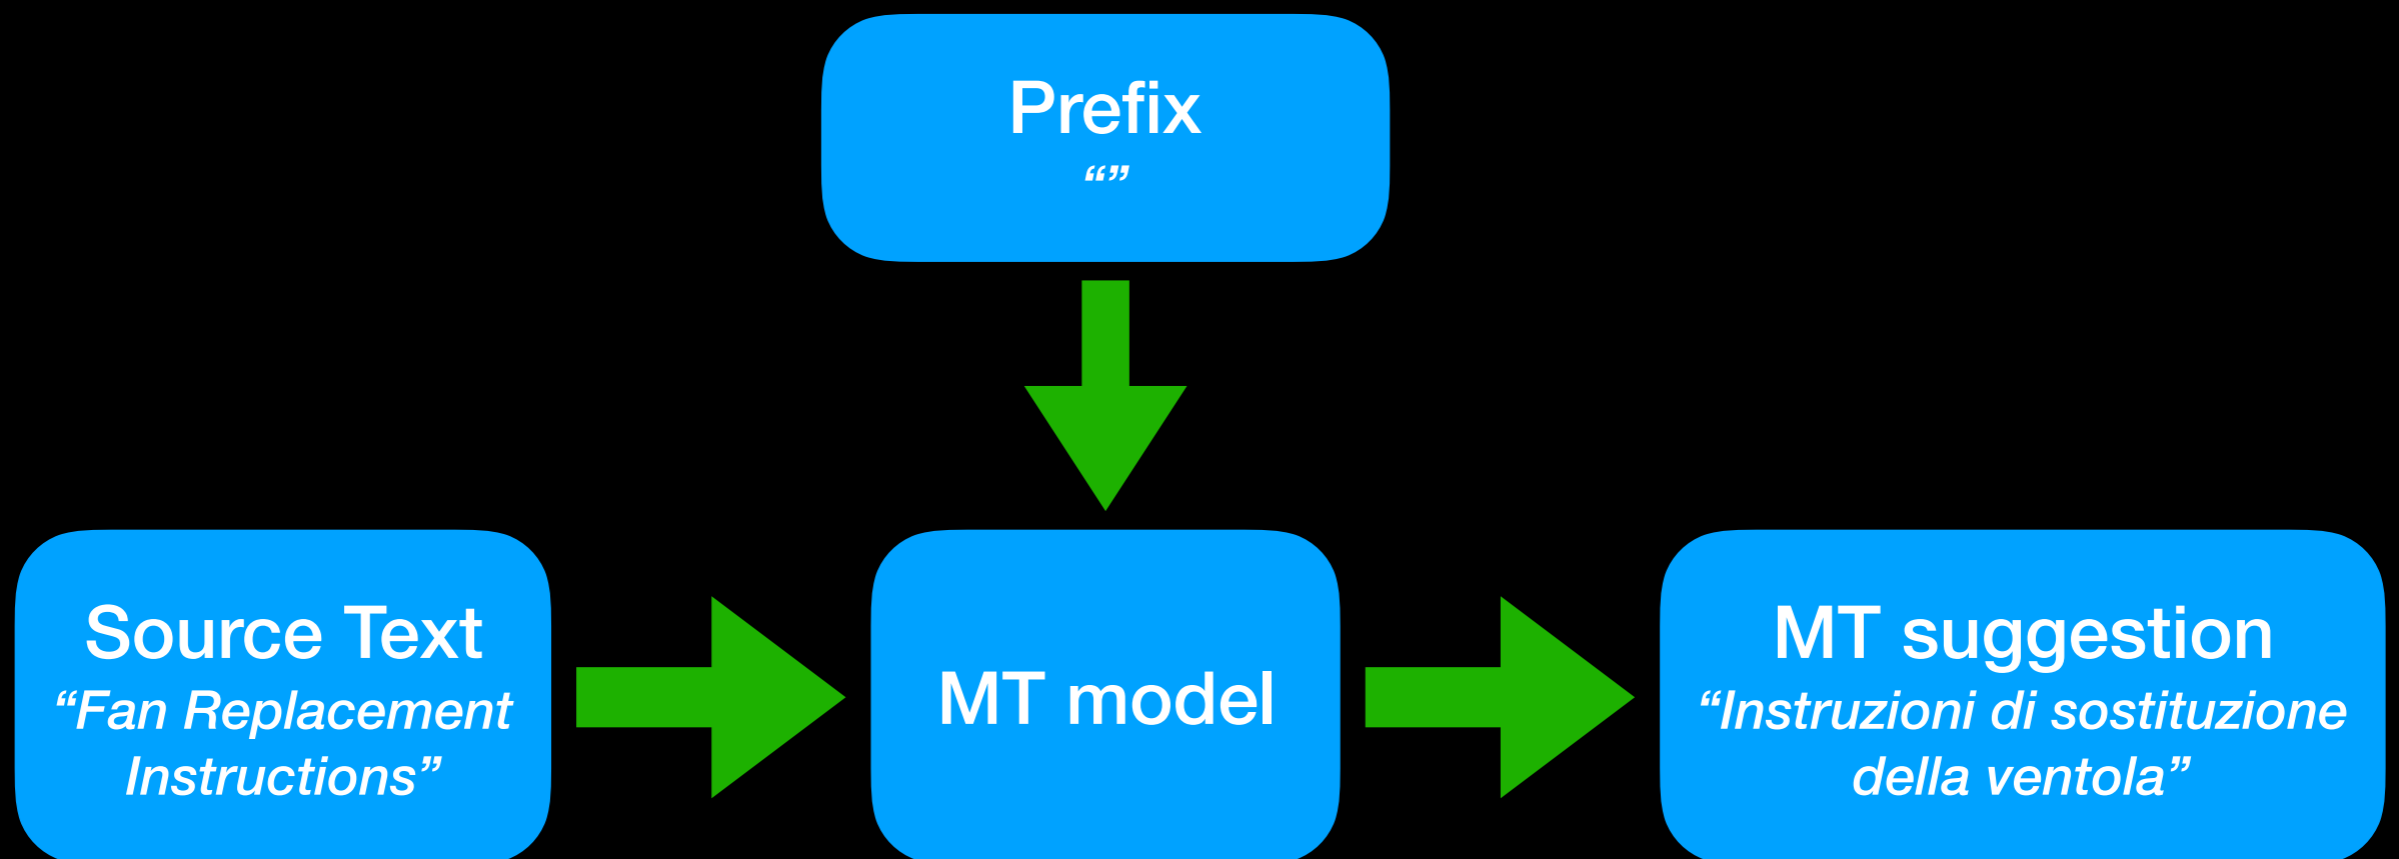 Prefix
“”
Source Text
“Fan Replacement
Instructions”
MT model
MT suggestion
“Instruzioni di sostituzione
della ventola”